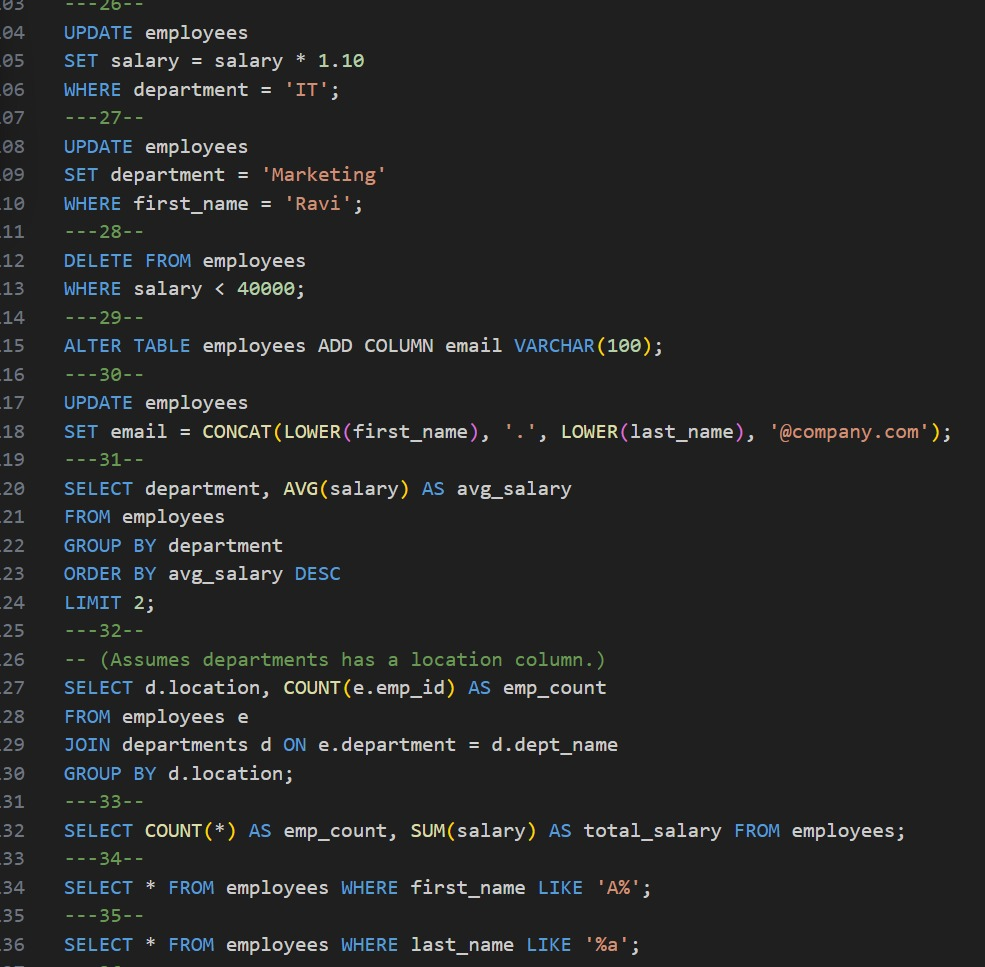 03 ---26--
04 UPDATE employees
05 SET salary = salary * 1.10
06 WHERE department = 'IT';
07 ---27--
08 UPDATE employees
09 SET department = 'Marketing'
10 WHERE first_name = 'Ravi';
11 ---28--
12 DELETE FROM employees
13 WHERE salary < 40000;
14 ---29--
15 ALTER TABLE employees ADD COLUMN email VARCHAR(100);
16 ---30--
17 UPDATE employees
18 SET email = CONCAT(LOWER(first_name), '.', LOWER(last_name), '@company.com');
19 ---31--
20 SELECT department, AVG(salary) AS avg_salary
21 FROM employees
22 GROUP BY department
23 ORDER BY avg_salary DESC
24 LIMIT 2;
25 ---32--
26 -- (Assumes departments has a location column.)
27 SELECT d.location, COUNT(e.emp_id) AS emp_count
28 FROM employees e
29 JOIN departments d ON e.department = d.dept_name
30 GROUP BY d.location;
31 ---33--
32 SELECT COUNT(*) AS emp_count, SUM(salary) AS total_salary FROM employees;
33 ---34--
34 SELECT * FROM employees WHERE first_name LIKE 'A%';
35 ---35--
36 SELECT * FROM employees WHERE last_name LIKE '%a';